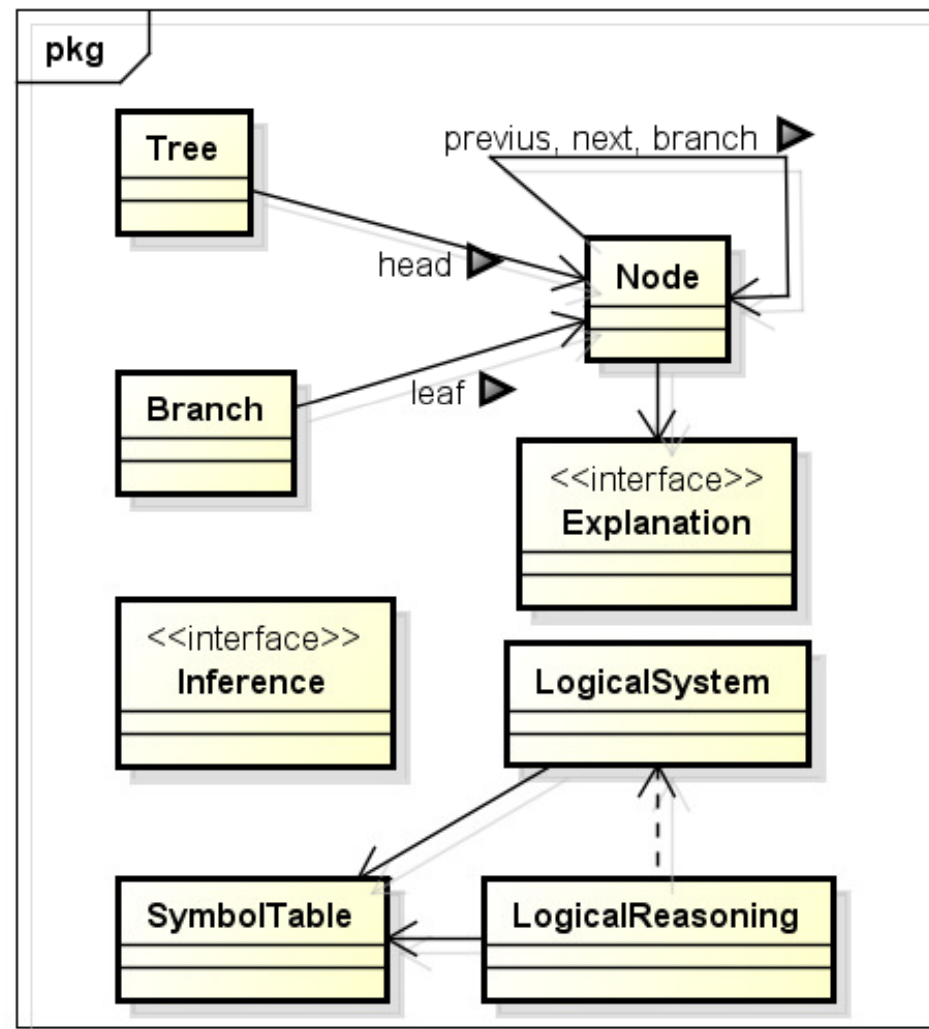 pkg
Tree
previus, next, branch
head
Node
Branch
leaf
<<interface>>
Explanation
<<interface>>
Inference
LogicalSystem
SymbolTable
LogicalReasoning